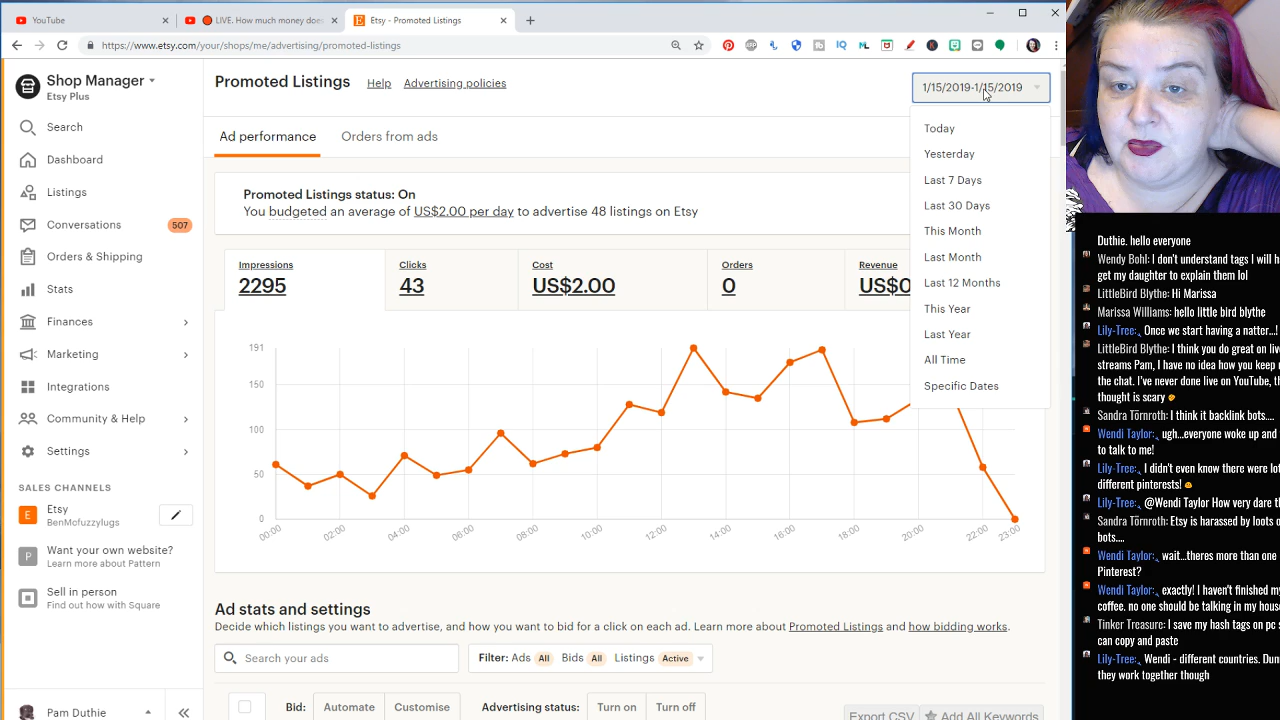 YouTube
LIVE. How much money does
Etsy - Promoted Listings
https://www.etsy.com/your/shops/me/advertising/promoted-listings
Shop Manager
Etsy Plus
Search
Dashboard
Listings
Conversations 507
Orders & Shipping
Stats
Finances
Marketing
Integrations
Community & Help
Settings
SALES CHANNELS
Etsy
BenMcfuzzylugs
P
Want your own website?
Learn more about Pattern
Sell in person
Find out how with Square
Pam Duthie
Promoted Listings Help Advertising policies
1/15/2019-1/15/2019
Today
Yesterday
Last 7 Days
Last 30 Days
This Month
Last Month
Last 12 Months
This Year
Last Year
All Time
Specific Dates
Ad performance Orders from ads
Promoted Listings status: On
You budgeted an average of US$2.00 per day to advertise 48 listings on Etsy
Impressions Clicks Cost Orders Revenue
2295 43 US$2.00 0 US$0
191
150
100
50
0
00:00 02:00 04:00 06:00 08:00 10:00 12:00 14:00 16:00 18:00 20:00 22:00 23:00
Ad stats and settings
Decide which listings you want to advertise, and how you want to bid for a click on each ad. Learn more about Promoted Listings and how bidding works.
Search your ads
Filter: Ads All Bids All Listings Active
Bid: Automate Customise Advertising status: Turn on Turn off
Export CSV Add All Keywords
Duthie. hello everyone
Wendy Bohl: I don't understand tags I will h
get my daughter to explain them lol
LittleBird Blythe: Hi Marissa
Marissa Williams: hello little bird blythe
Lily-Tree: Once we start having a natter...!
LittleBird Blythe: I think you do great on liv
streams Pam, I have no idea how you keep
the chat. I've never done live on YouTube, th
thought is scary
Sandra Törnroth: I think it backlink bots....
Wendi Taylor: ugh...everyone woke up and
to talk to me!
Lily-Tree: I didn't even know there were lot
different pinterests!
Lily-Tree: @Wendi Taylor How very dare th
Sandra Törnroth: Etsy is harassed by loots o
bots....
Wendi Taylor: wait...theres more than one
Pinterest?
Wendi Taylor: exactly! I haven't finished my
coffee. no one should be talking in my hous
Tinker Treasure: I save my hash tags on pc s
can copy and paste
Lily-Tree: Wendi - different countries. Dum
they work together though